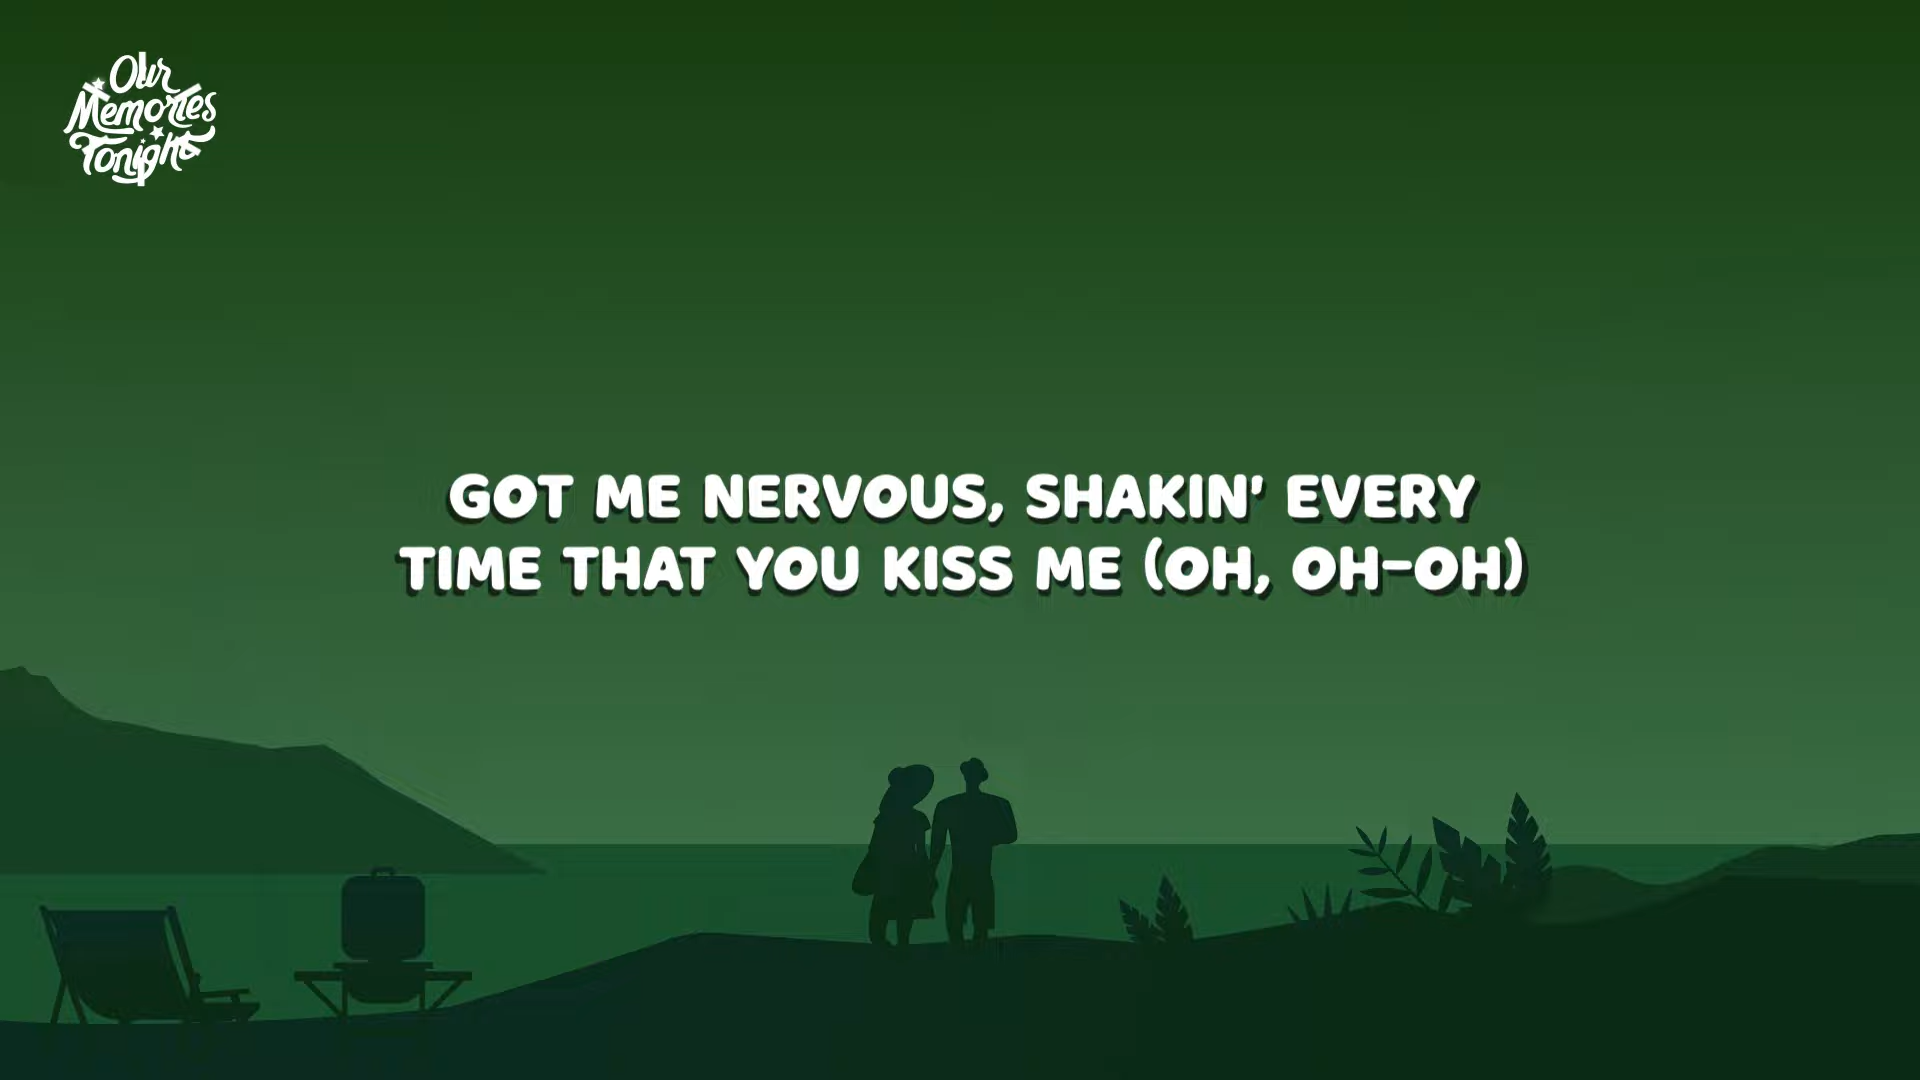 Our
Memories
Tonight
GOT ME NERVOUS, SHAKIN' EVERY
TIME THAT YOU KISS ME (OH, OH-OH)